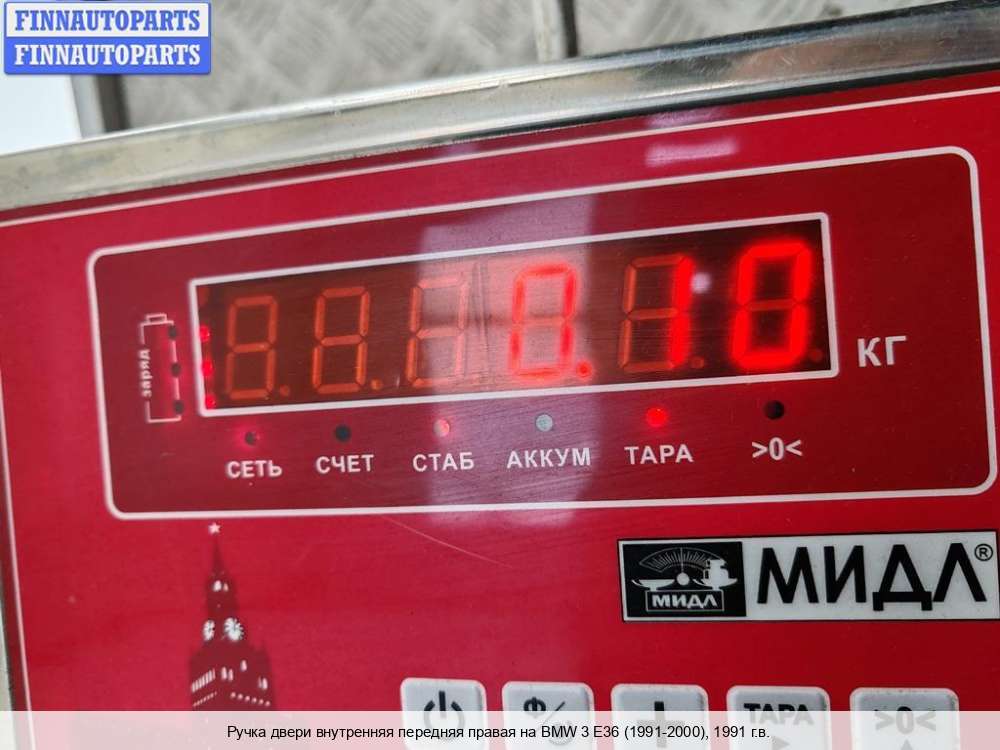 FINNAUTOPARTS
FINNAUTOPARTS
0.10
КГ
заряд
СЕТЬ СЧЕТ СТАБ АККУМ ТАРА >0<
МИДЛ МИДЛ®
Ф/
+ ТАРА >0<
Ручка двери внутренняя передняя правая на BMW 3 E36 (1991-2000), 1991 г.в.